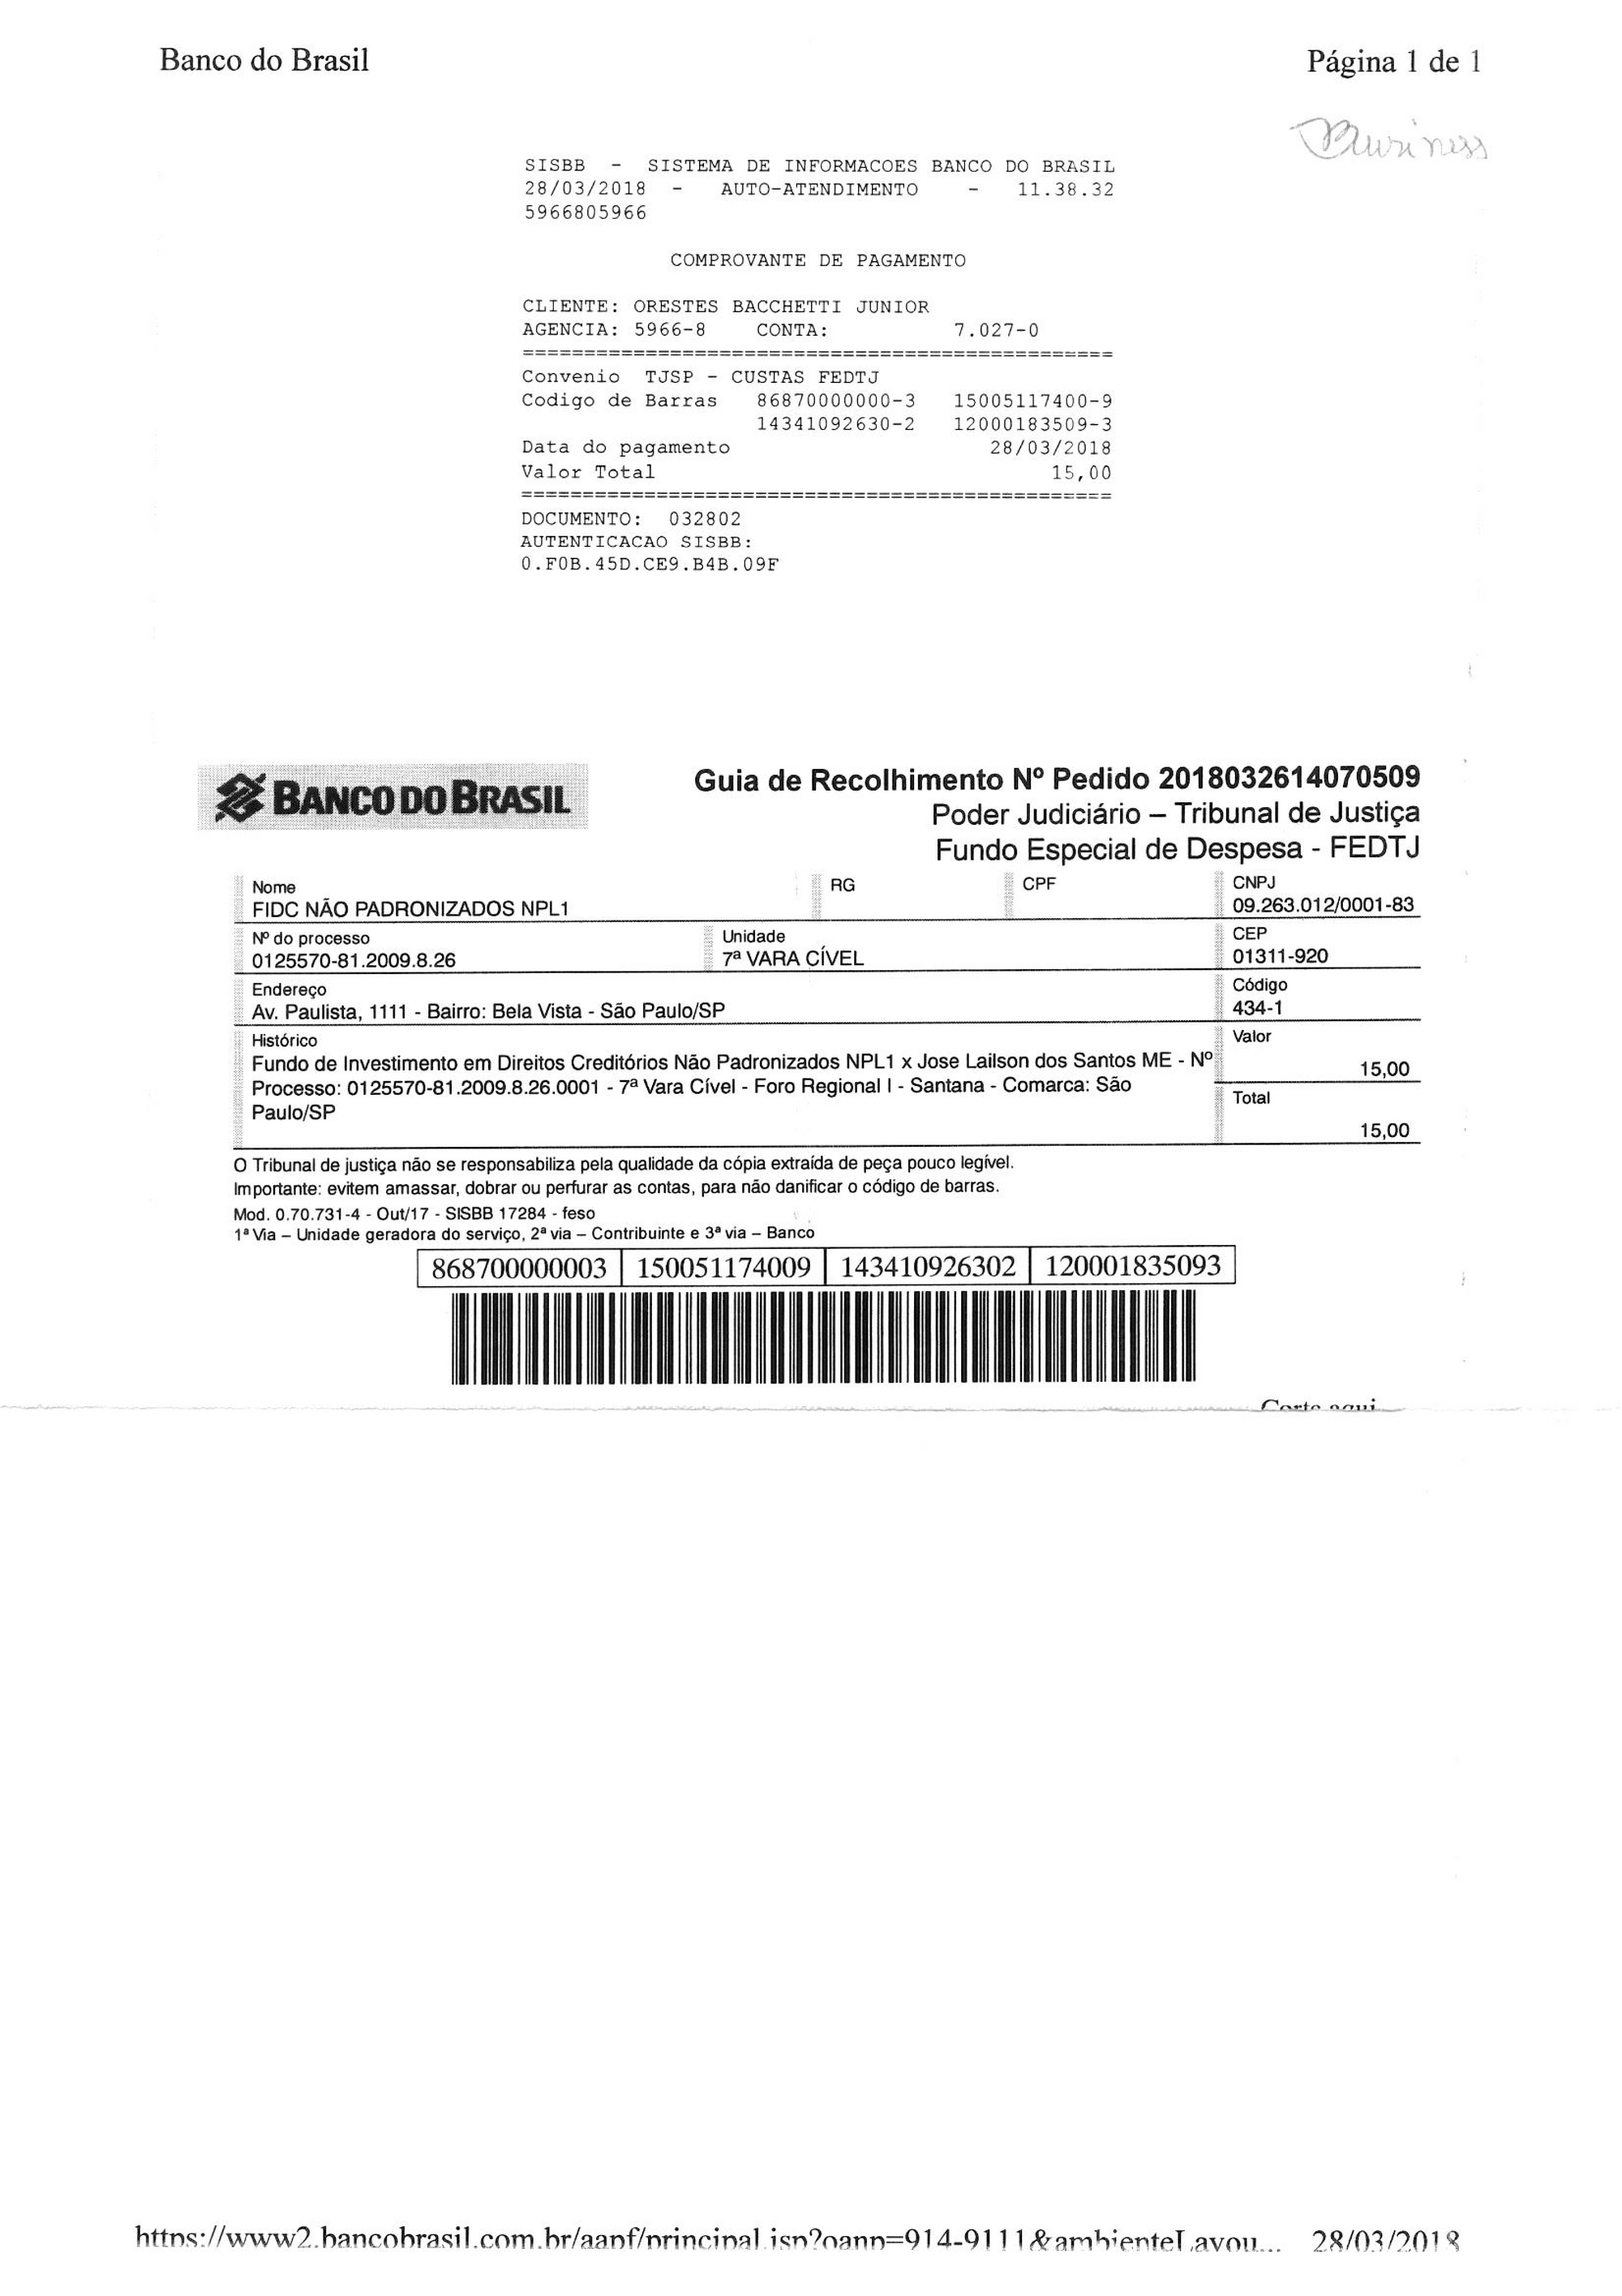 Banco do Brasil Página 1 de 1
SISBB - SISTEMA DE INFORMACOES BANCO DO BRASIL
28/03/2018 - AUTO-ATENDIMENTO - 11.38.32
5966805966
COMPROVANTE DE PAGAMENTO
CLIENTE: ORESTES BACCHETTI JUNIOR
AGENCIA: 5966-8 CONTA: 7.027-0
================================================
Convenio TJSP - CUSTAS FEDTJ
Codigo de Barras 86870000000-3 15005117400-9
14341092630-2 12000183509-3
Data do pagamento 28/03/2018
Valor Total 15,00
================================================
DOCUMENTO: 032802
AUTENTICACAO SISBB:
0.F0B.45D.CE9.B4B.09F
BANCO DO BRASIL
Guia de Recolhimento Nº Pedido 2018032614070509
Poder Judiciário – Tribunal de Justiça
Fundo Especial de Despesa - FEDTJ
Nome RG CPF CNPJ
FIDC NÃO PADRONIZADOS NPL1 09.263.012/0001-83
Nº do processo Unidade CEP
0125570-81.2009.8.26 7ª VARA CÍVEL 01311-920
Endereço Código
Av. Paulista, 1111 - Bairro: Bela Vista - São Paulo/SP 434-1
Histórico Valor
Fundo de Investimento em Direitos Creditórios Não Padronizados NPL1 x Jose Lailson dos Santos ME - Nº 15,00
Processo: 0125570-81.2009.8.26.0001 - 7ª Vara Cível - Foro Regional I - Santana - Comarca: São
Paulo/SP
Total
15,00
O Tribunal de justiça não se responsabiliza pela qualidade da cópia extraída de peça pouco legível.
Importante: evitem amassar, dobrar ou perfurar as contas, para não danificar o código de barras.
Mod. 0.70.731-4 - Out/17 - SISBB 17284 - feso
1ª Via – Unidade geradora do serviço, 2ª via – Contribuinte e 3ª via – Banco
868700000003 150051174009 143410926302 120001835093
Corte aqui
https://www2.bancobrasil.com.br/aapf/principal.jsp?oapp=914-9111&ambienteLayou... 28/03/2018